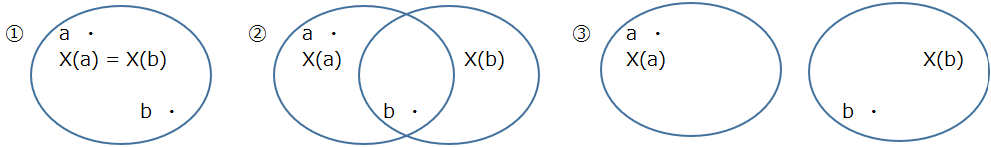 ① a ・
X(a) = X(b)
b ・
② a ・
X(a) X(b)
b ・
③ a ・
X(a) X(b)
b ・